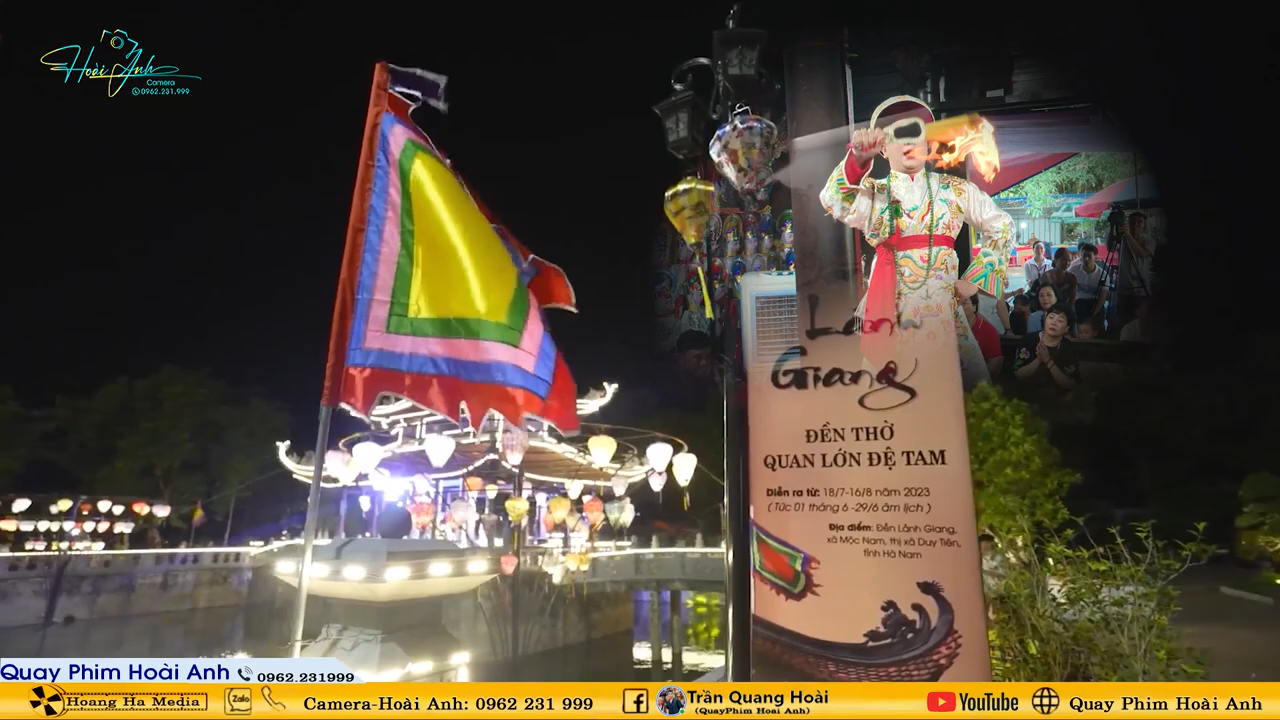 Hoài Anh
Camera
0962.231.999
Lảnh
Giang
ĐỀN THỜ
QUAN LỚN ĐỆ TAM
Diễn ra từ: 18/7-16/8 năm 2023
( Tức 01 tháng 6 -29/6 âm lịch )
Địa điểm: Đền Lảnh Giang,
xã Mộc Nam, thị xã Duy Tiên,
tỉnh Hà Nam
Quay Phim Hoài Anh 0962.231999
Hoang Ha Media
Zalo
Camera-Hoài Anh: 0962 231 999
Trần Quang Hoài
(QuayPhim Hoai Anh)
YouTube
Quay Phim Hoài Anh